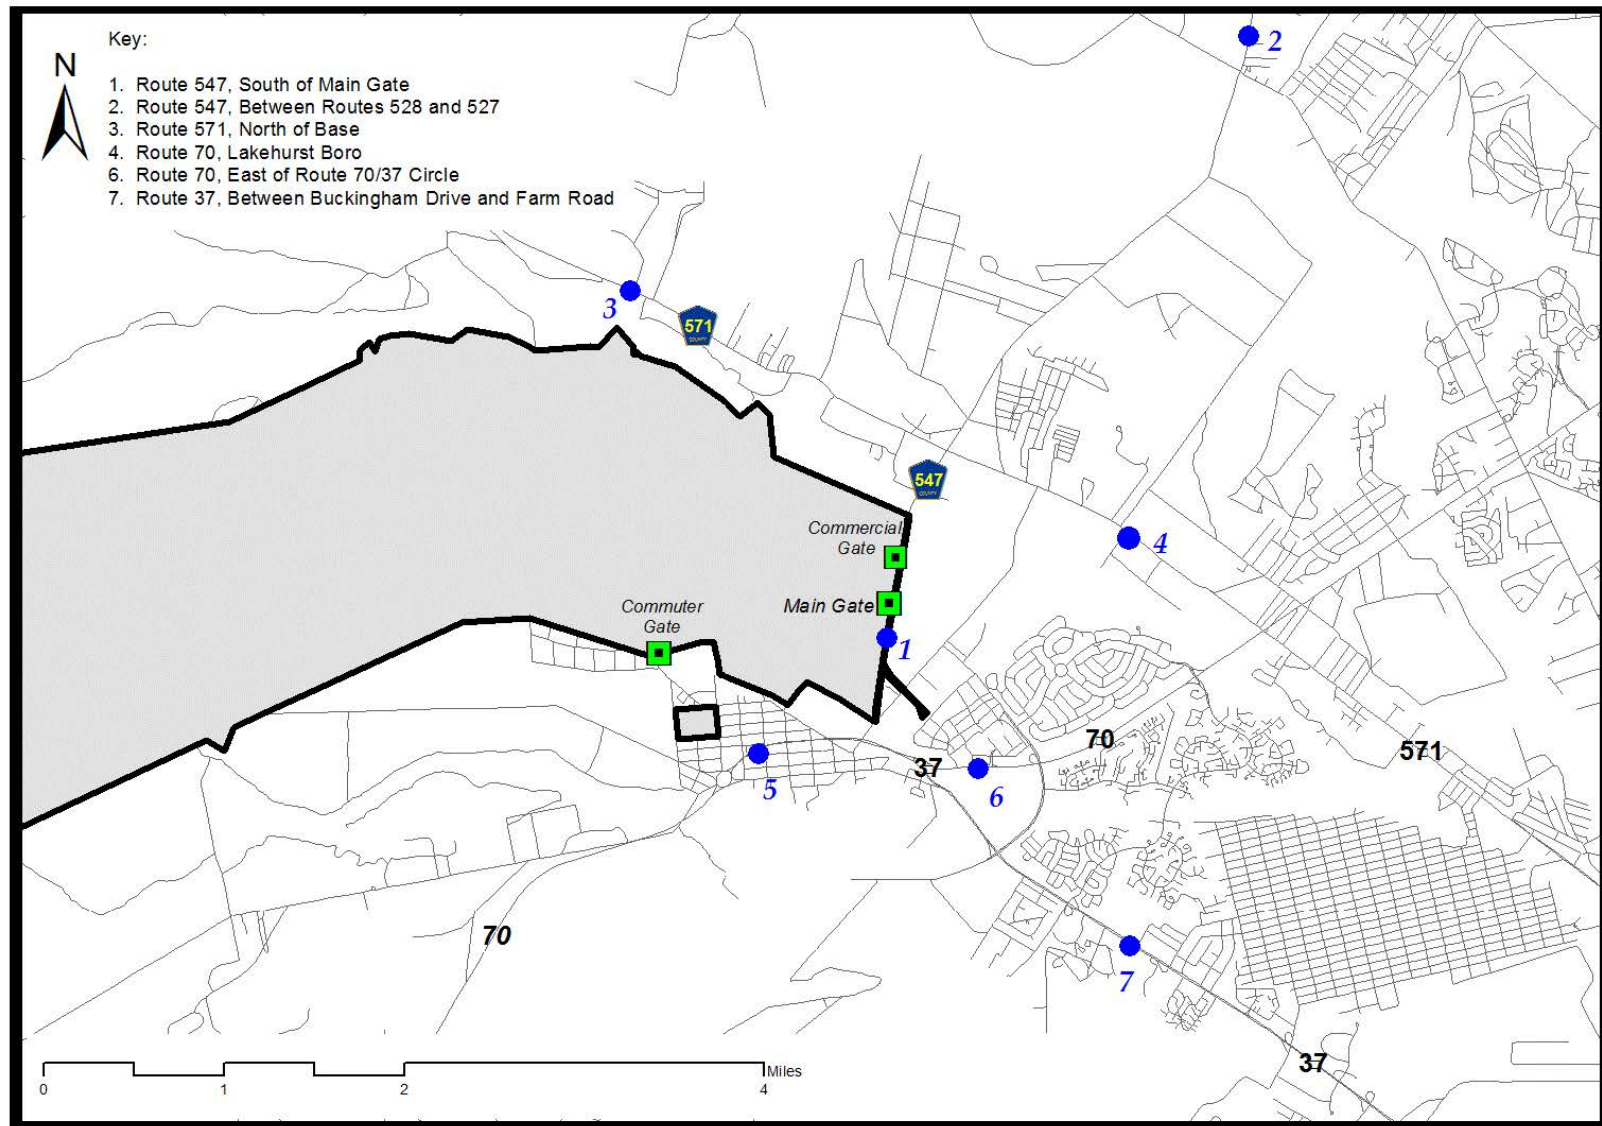 Key:
N
1. Route 547, South of Main Gate
2. Route 547, Between Routes 528 and 527
3. Route 571, North of Base
4. Route 70, Lakehurst Boro
6. Route 70, East of Route 70/37 Circle
7. Route 37, Between Buckingham Drive and Farm Road
2
3
571
COUNTY
547
COUNTY
Commercial
Gate
4
Main Gate
Commuter
Gate
1
70
571
37
5
6
70
7
37
Miles
0
1
2
4